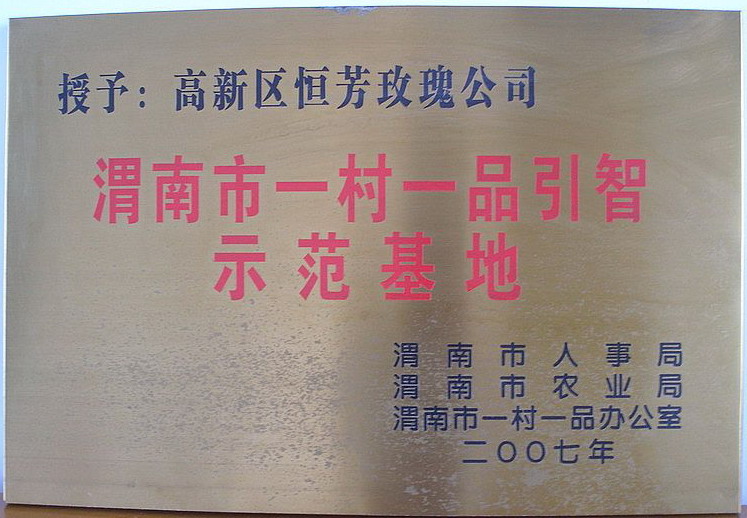 授予：高新区恒芳玫瑰公司
渭南市一村一品引智
示范基地
渭南市人事局
渭南市农业局
渭南市一村一品办公室
二〇〇七年